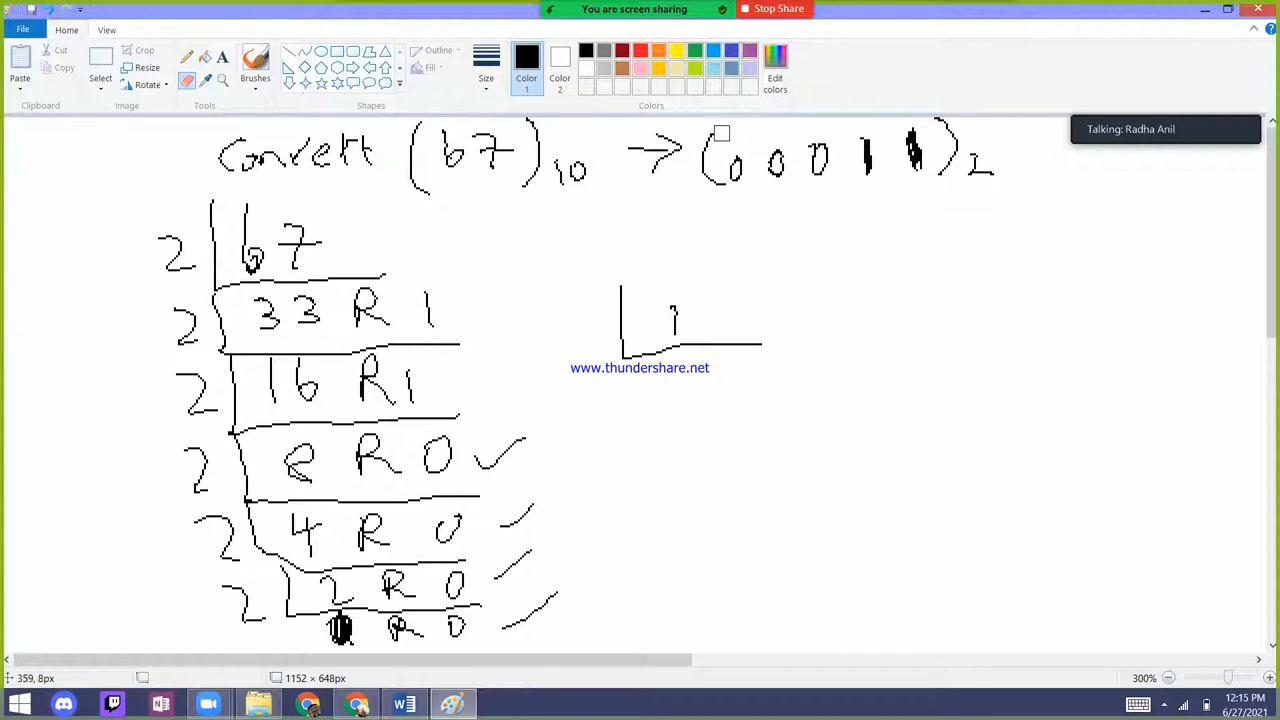 You are screen sharing Stop Share
File Home View
Paste Cut Copy Select Crop Resize Rotate A Brushes Outline Fill Size Color 1 Color 2 Edit colors
Clipboard Image Tools Shapes Colors
Talking: Radha Anil
Convert (67)10 → (00011)2
2 67
2 33 R 1
1
2 16 R 1
www.thundershare.net
2 8 R 0 ✓
2 4 R 0
2 2 R 0
R 0
359, 8px 1152 × 648px 300%
12:15 PM
6/27/2021